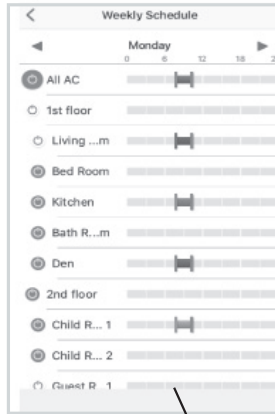 Weekly Schedule
Monday
0 6 12 18 2
All AC
1st floor
Living ...m
Bed Room
Kitchen
Bath R...m
Den
2nd floor
Child R... 1
Child R... 2
Guest R...1